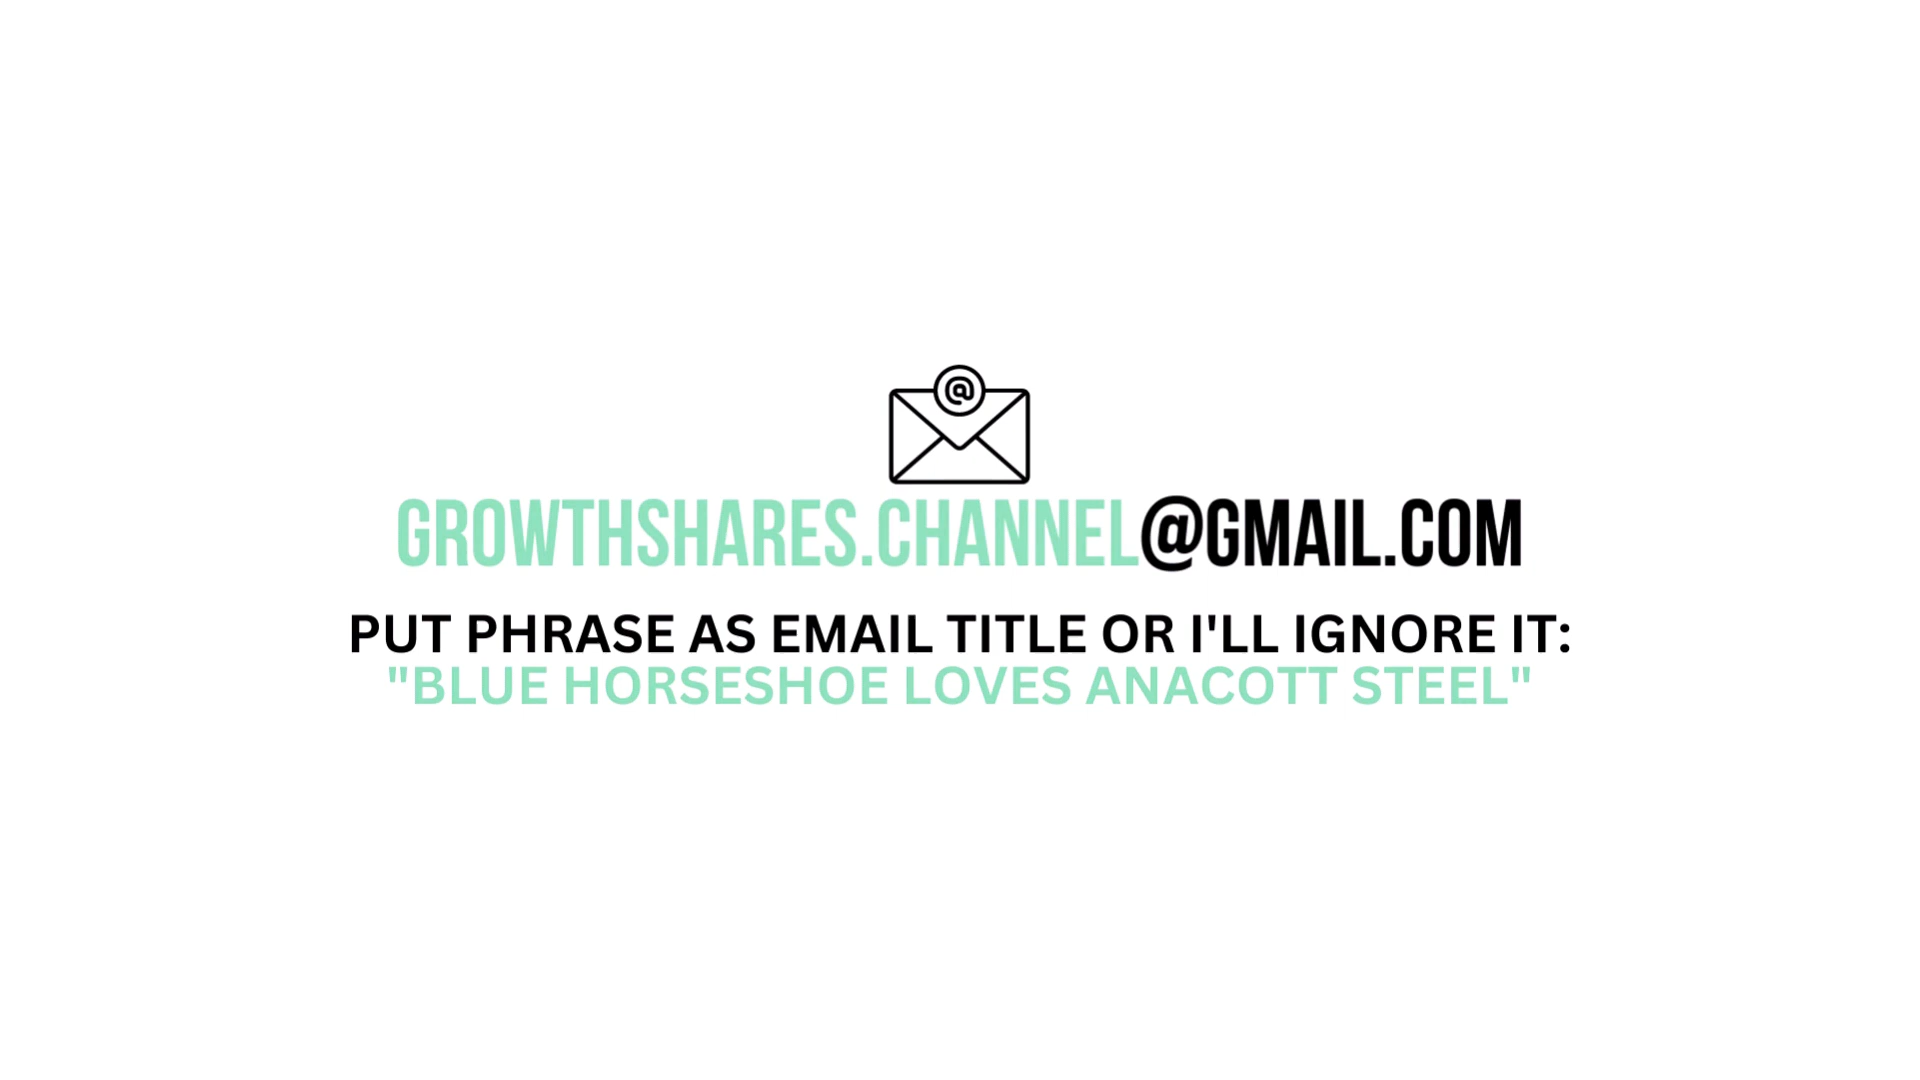 @
GROWTHSHARES.CHANNEL@GMAIL.COM
PUT PHRASE AS EMAIL TITLE OR I'LL IGNORE IT:
"BLUE HORSESHOE LOVES ANACOTT STEEL"